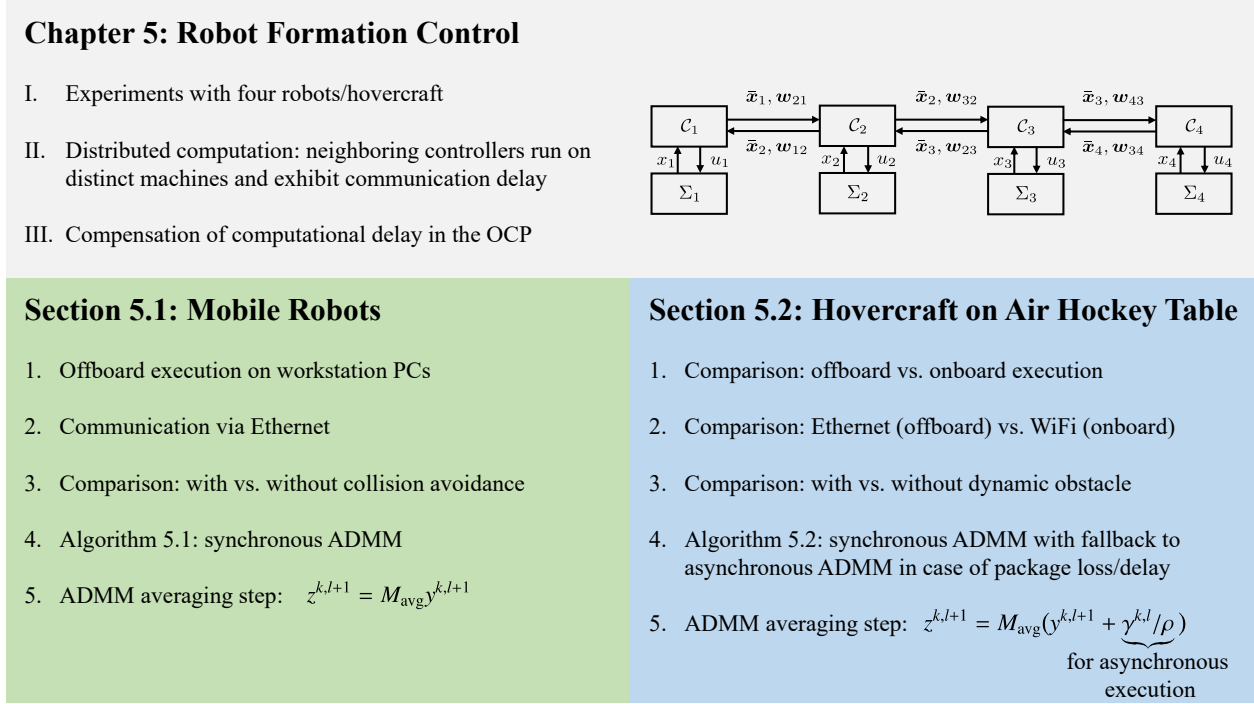 Chapter 5: Robot Formation Control
I. Experiments with four robots/hovercraft
II. Distributed computation: neighboring controllers run on
distinct machines and exhibit communication delay
III. Compensation of computational delay in the OCP
x̄₁, w₂₁
x̄₂, w₃₂
x̄₃, w₄₃
𝒞₁
𝒞₂
𝒞₃
𝒞₄
x̄₂, w₁₂
x̄₃, w₂₃
x̄₄, w₃₄
x₁ u₁
x₂ u₂
x₃ u₃
x₄ u₄
Σ₁
Σ₂
Σ₃
Σ₄
Section 5.1: Mobile Robots
1. Offboard execution on workstation PCs
2. Communication via Ethernet
3. Comparison: with vs. without collision avoidance
4. Algorithm 5.1: synchronous ADMM
5. ADMM averaging step: z^{k,l+1} = M_{avg}y^{k,l+1}
Section 5.2: Hovercraft on Air Hockey Table
1. Comparison: offboard vs. onboard execution
2. Comparison: Ethernet (offboard) vs. WiFi (onboard)
3. Comparison: with vs. without dynamic obstacle
4. Algorithm 5.2: synchronous ADMM with fallback to
asynchronous ADMM in case of package loss/delay
5. ADMM averaging step: z^{k,l+1} = M_{avg}(y^{k,l+1} + γ^{k,l}/ρ)
for asynchronous
execution